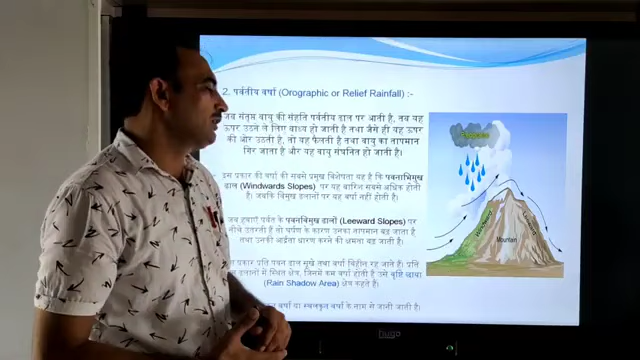 2. पर्वतीय वर्षा (Orographic or Relief Rainfall) :-
जब संतृप्त वायु की संहति पर्वतीय ढाल पर आती है, तब यह
ऊपर उठने के लिए बाध्य हो जाती है तथा जैसे ही यह ऊपर
की ओर उठती है, तो यह फैलती है तथा वायु का तापमान
गिर जाता है और यह वायु संघनित हो जाती है।
इस प्रकार की वर्षा की सबसे प्रमुख विशेषता यह है कि पवनाभिमुख
ढाल (Windwards Slopes) पर यह बारिश सबसे अधिक होती
है। जबकि विमुख ढलानों पर यह वर्षा नहीं होती है।
जब हवाएँ पर्वत के पवनविमुख ढालों (Leeward Slopes) पर
नीचे उतरती हैं तो घर्षण के कारण उनका तापमान बढ़ जाता है
तथा उनकी आर्द्रता धारण करने की क्षमता बढ़ जाती है।
प्रकार प्रति पवन ढाल सूखे तथा वर्षा विहीन रह जाते हैं। प्रति
ढलानों में स्थित क्षेत्र, जिनमें कम वर्षा होती है उसे वृष्टि छाया
(Rain Shadow Area) क्षेत्र कहते हैं।
वर्षा या स्थलकृत वर्षा के नाम से जानी जाती है।
Windward
Leeward
Mountain